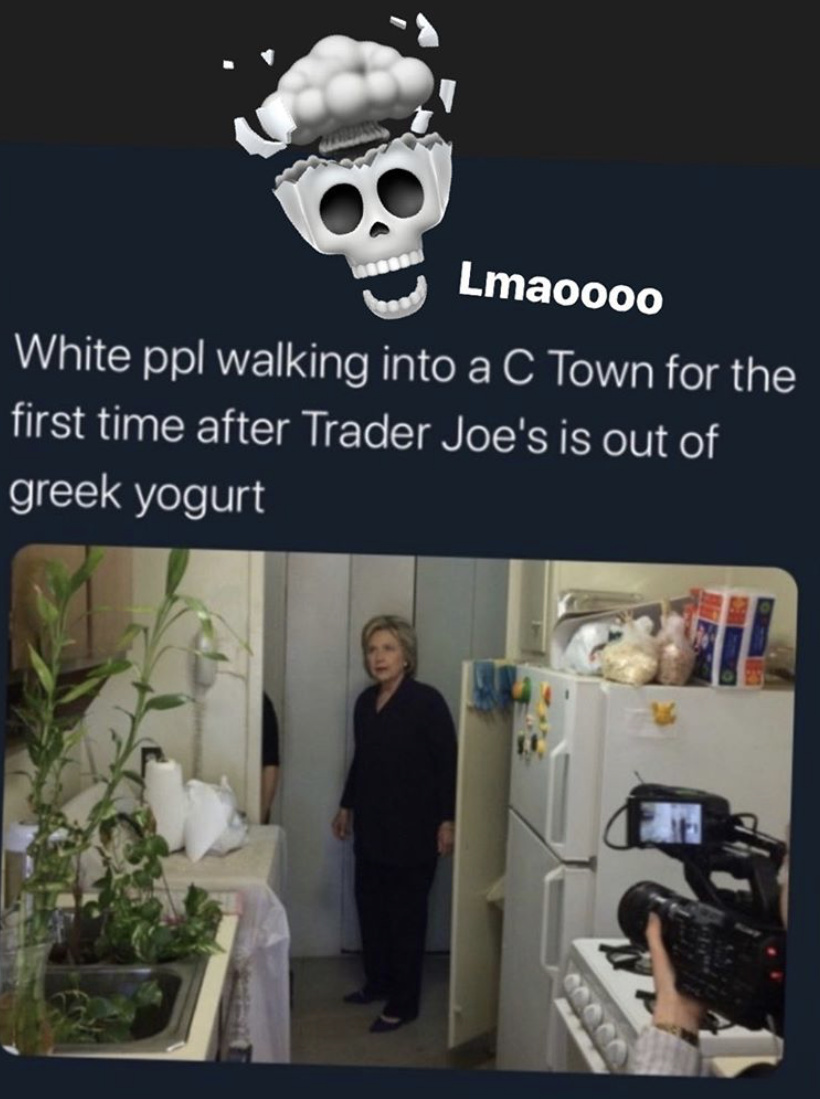 Lmaoooo
White ppl walking into a C Town for the
first time after Trader Joe's is out of
greek yogurt